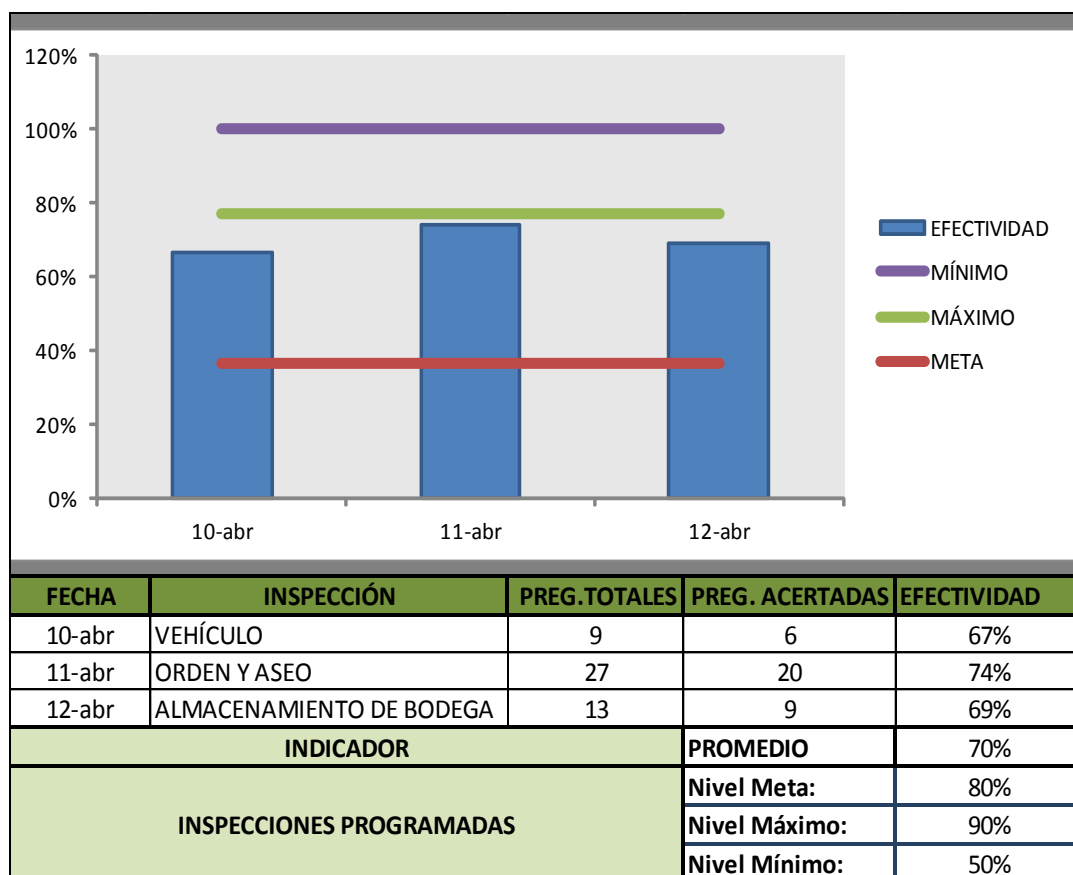 120%
100%
80%
60%
40%
20%
0%
10-abr 11-abr 12-abr
EFECTIVIDAD
MÍNIMO
MÁXIMO
META
FECHA INSPECCIÓN PREG.TOTALES PREG. ACERTADAS EFECTIVIDAD
10-abr VEHÍCULO 9 6 67%
11-abr ORDEN Y ASEO 27 20 74%
12-abr ALMACENAMIENTO DE BODEGA 13 9 69%
INDICADOR PROMEDIO 70%
INSPECCIONES PROGRAMADAS
Nivel Meta: 80%
Nivel Máximo: 90%
Nivel Mínimo: 50%